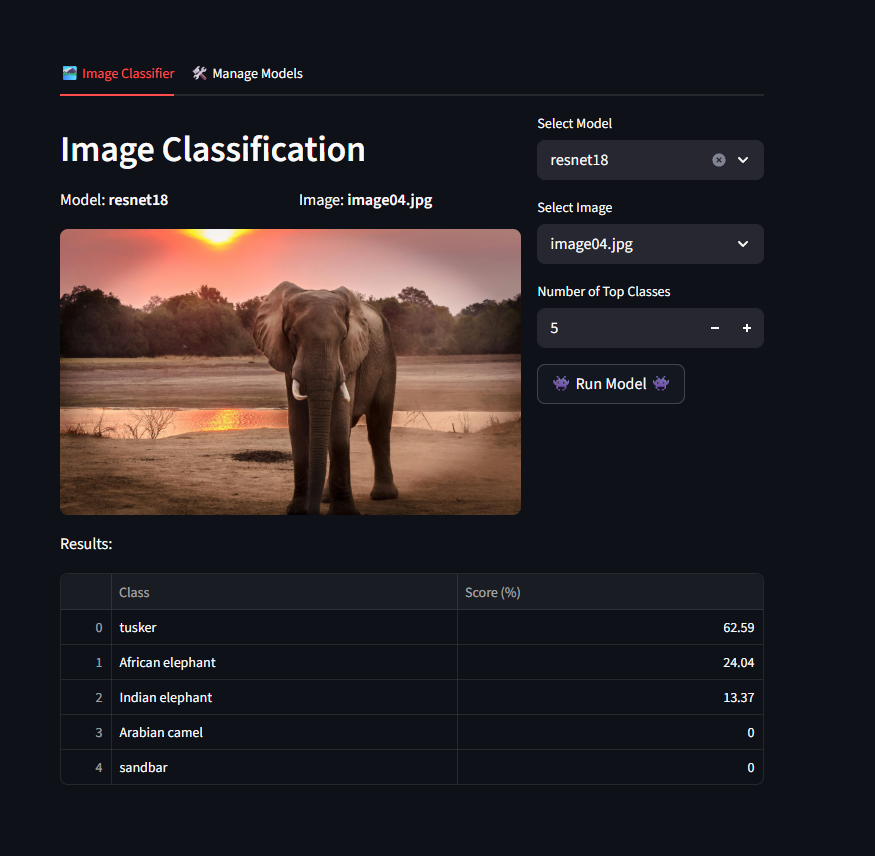 Image Classifier
Manage Models
Image Classification
Model: resnet18
Image: image04.jpg
Select Model
resnet18
Select Image
image04.jpg
Number of Top Classes
5
Run Model
Results:
Class Score (%)
0 tusker 62.59
1 African elephant 24.04
2 Indian elephant 13.37
3 Arabian camel 0
4 sandbar 0